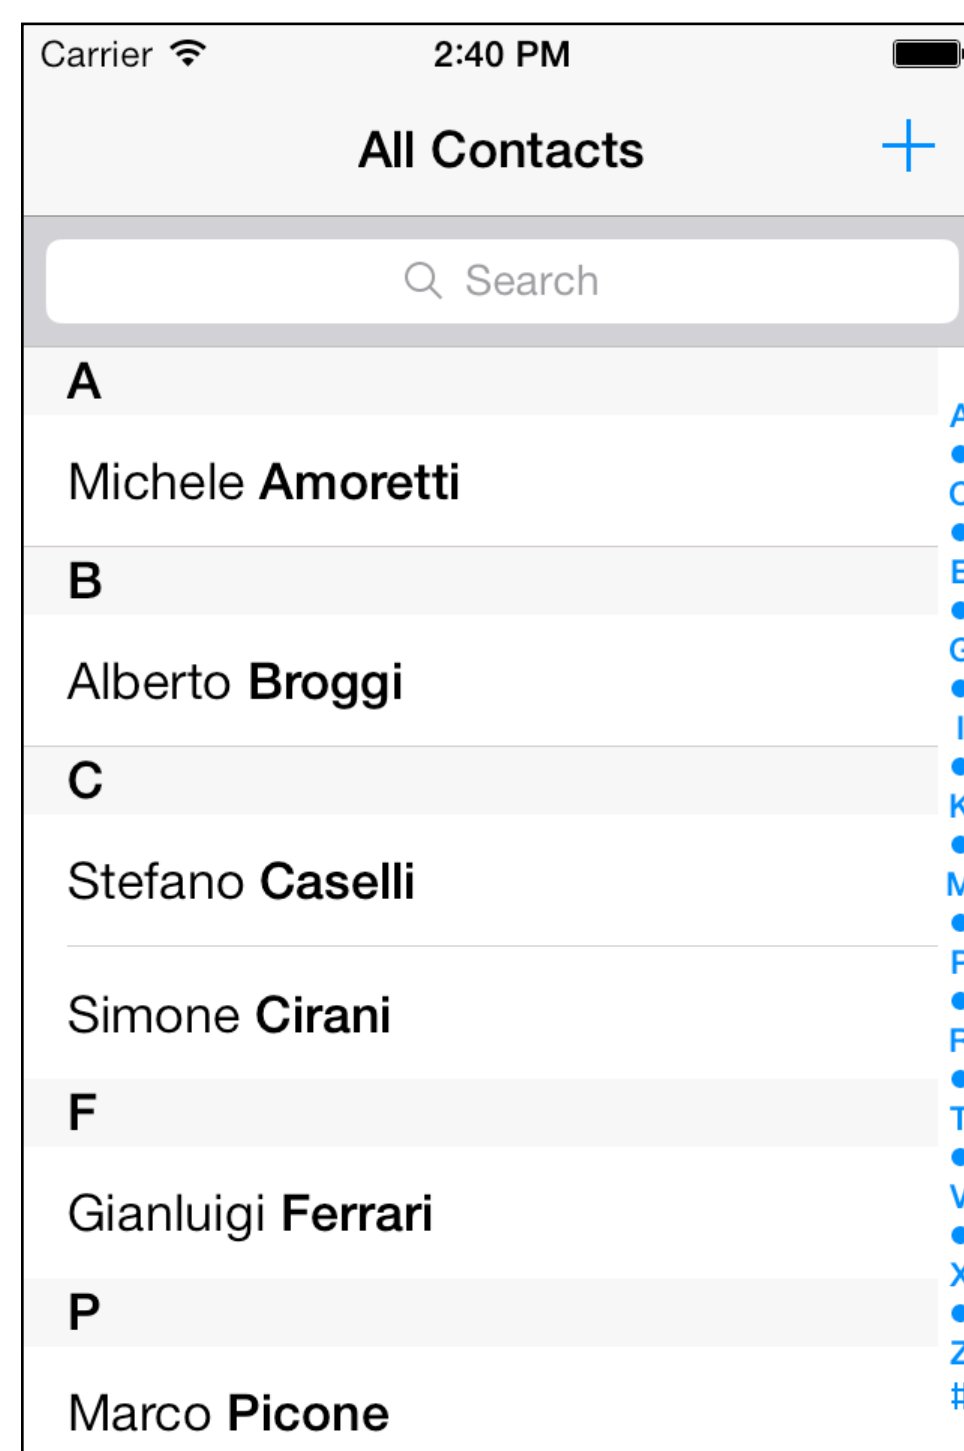 Carrier 2:40 PM
All Contacts +
Search
A
Michele Amoretti
B
Alberto Broggi
C
Stefano Caselli
Simone Cirani
F
Gianluigi Ferrari
P
Marco Picone
A
●
C
●
E
●
G
●
I
●
K
●
M
●
P
●
R
●
T
●
V
●
X
●
Z
#